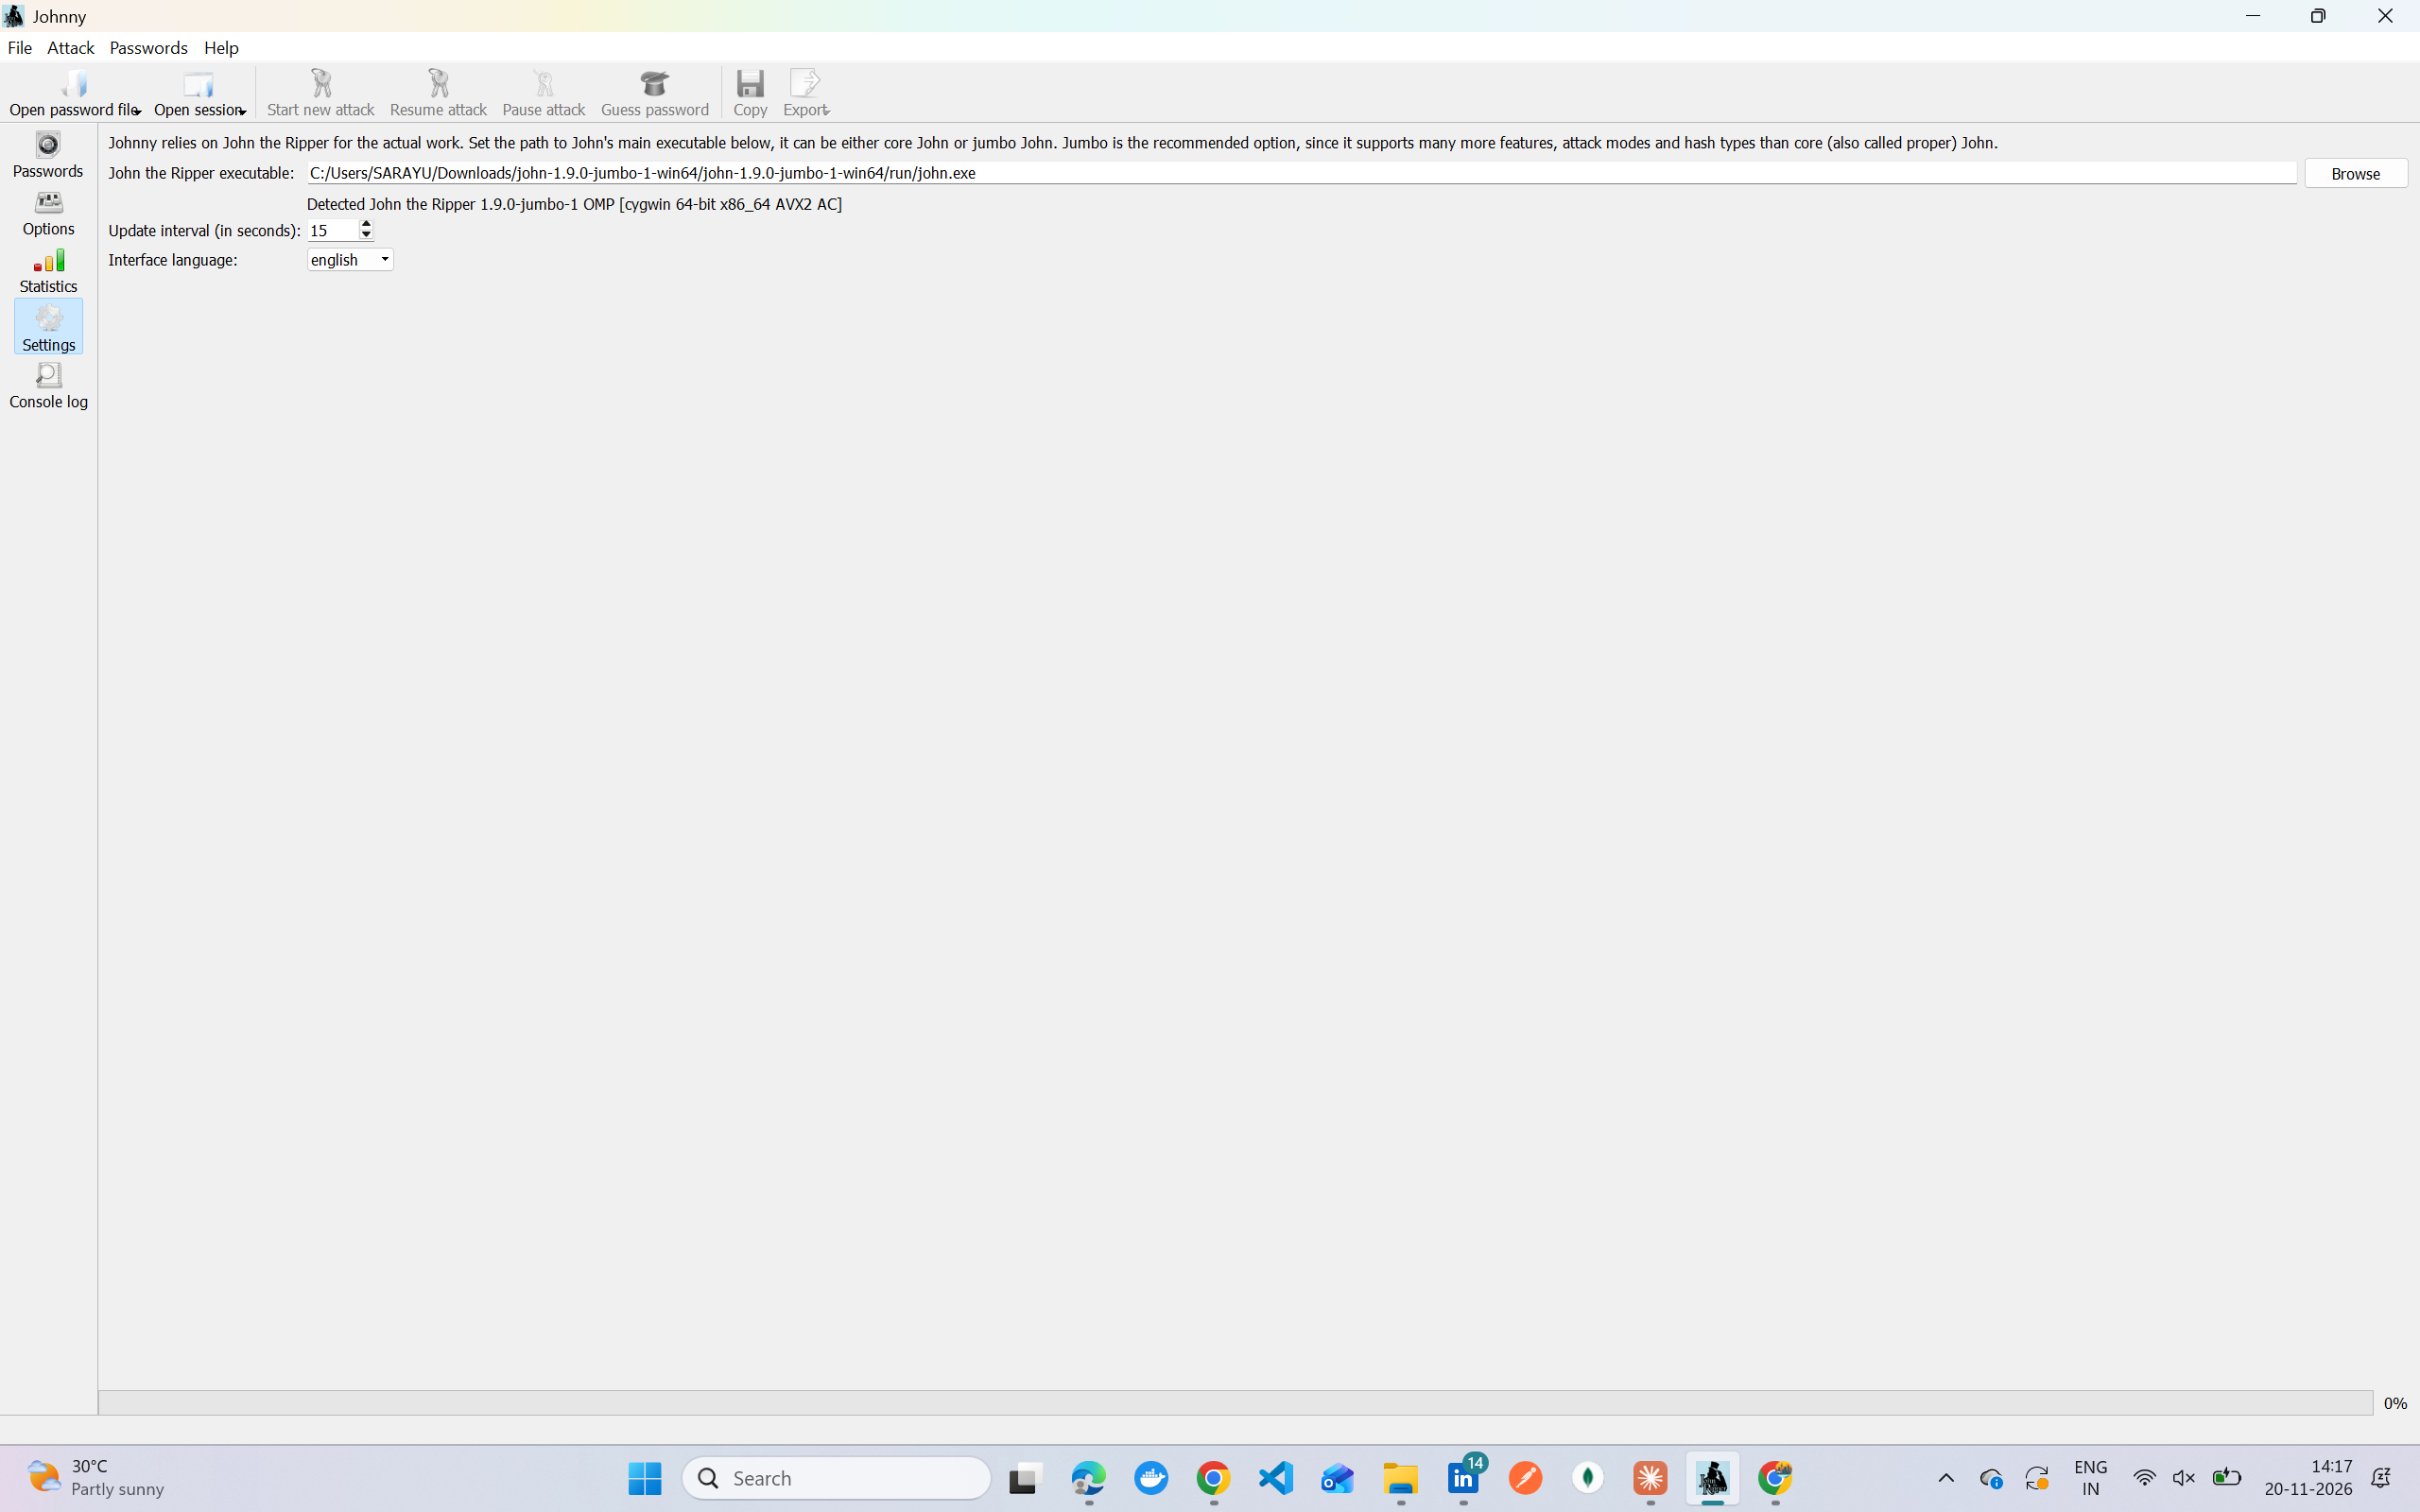 Johnny
File Attack Passwords Help
Open password file Open session Start new attack Resume attack Pause attack Guess password Copy Export
Passwords
Options
Statistics
Settings
Console log
Johnny relies on John the Ripper for the actual work. Set the path to John's main executable below, it can be either core John or jumbo John. Jumbo is the recommended option, since it supports many more features, attack modes and hash types than core (also called proper) John.
John the Ripper executable: C:/Users/SARAYU/Downloads/john-1.9.0-jumbo-1-win64/john-1.9.0-jumbo-1-win64/run/john.exe Browse
Detected John the Ripper 1.9.0-jumbo-1 OMP [cygwin 64-bit x86_64 AVX2 AC]
Update interval (in seconds): 15
Interface language: english
0%
30°C
Partly sunny
Search
14
ENG
IN
14:17
20-11-2026